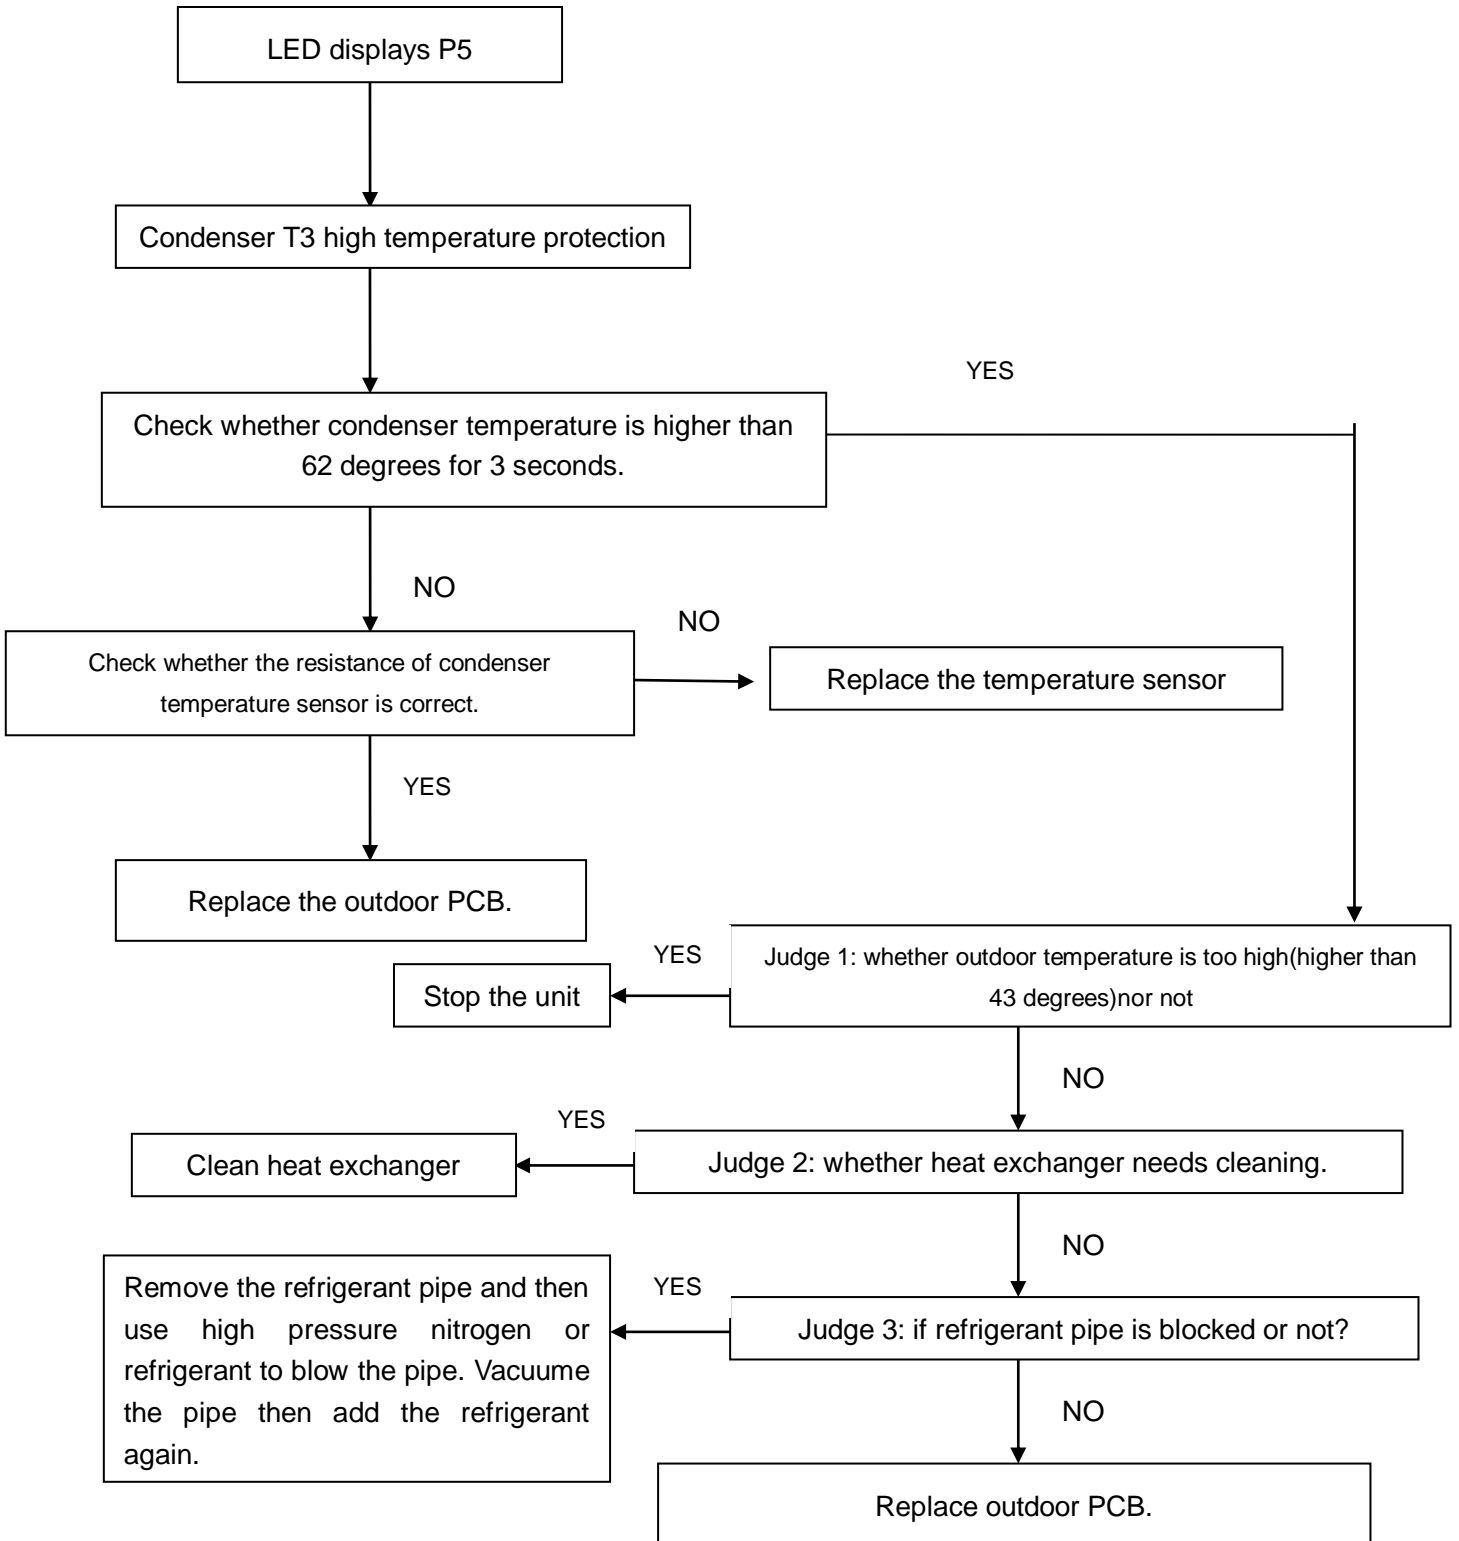 LED displays P5
Condenser T3 high temperature protection
YES
Check whether condenser temperature is higher than
62 degrees for 3 seconds.
NO
NO
Check whether the resistance of condenser
temperature sensor is correct.
Replace the temperature sensor
YES
Replace the outdoor PCB.
YES
Judge 1: whether outdoor temperature is too high(higher than
43 degrees)nor not
Stop the unit
NO
YES
Judge 2: whether heat exchanger needs cleaning.
Clean heat exchanger
NO
YES
Remove the refrigerant pipe and then
use high pressure nitrogen or
refrigerant to blow the pipe. Vacuume
the pipe then add the refrigerant
again.
Judge 3: if refrigerant pipe is blocked or not?
NO
Replace outdoor PCB.